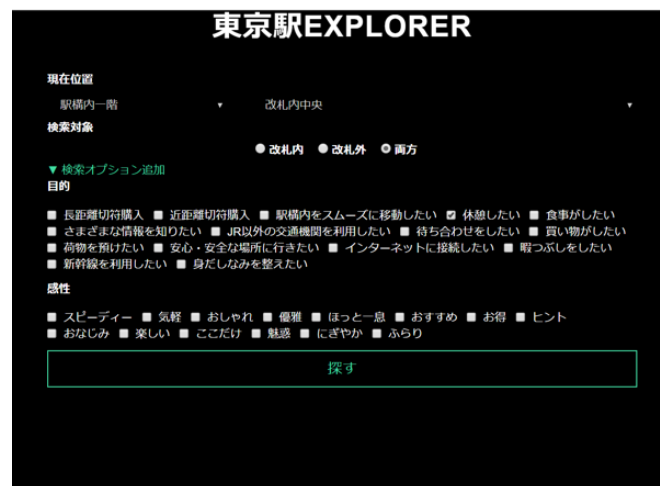 東京駅EXPLORER
現在位置
駅構内一階 ▼ 改札内中央 ▼
検索対象
改札内 改札外 両方
▼ 検索オプション追加
目的
長距離切符購入 近距離切符購入 駅構内をスムーズに移動したい 休憩したい 食事がしたい
さまざまな情報を知りたい JR以外の交通機関を利用したい 待ち合わせをしたい 買い物がしたい
荷物を預けたい 安心・安全な場所に行きたい インターネットに接続したい 暇つぶしをしたい
新幹線を利用したい 身だしなみを整えたい
感性
スピーディー 気軽 おしゃれ 優雅 ほっと一息 おすすめ お得 ヒント
おなじみ 楽しい ここだけ 魅惑 にぎやか ふらり
探す